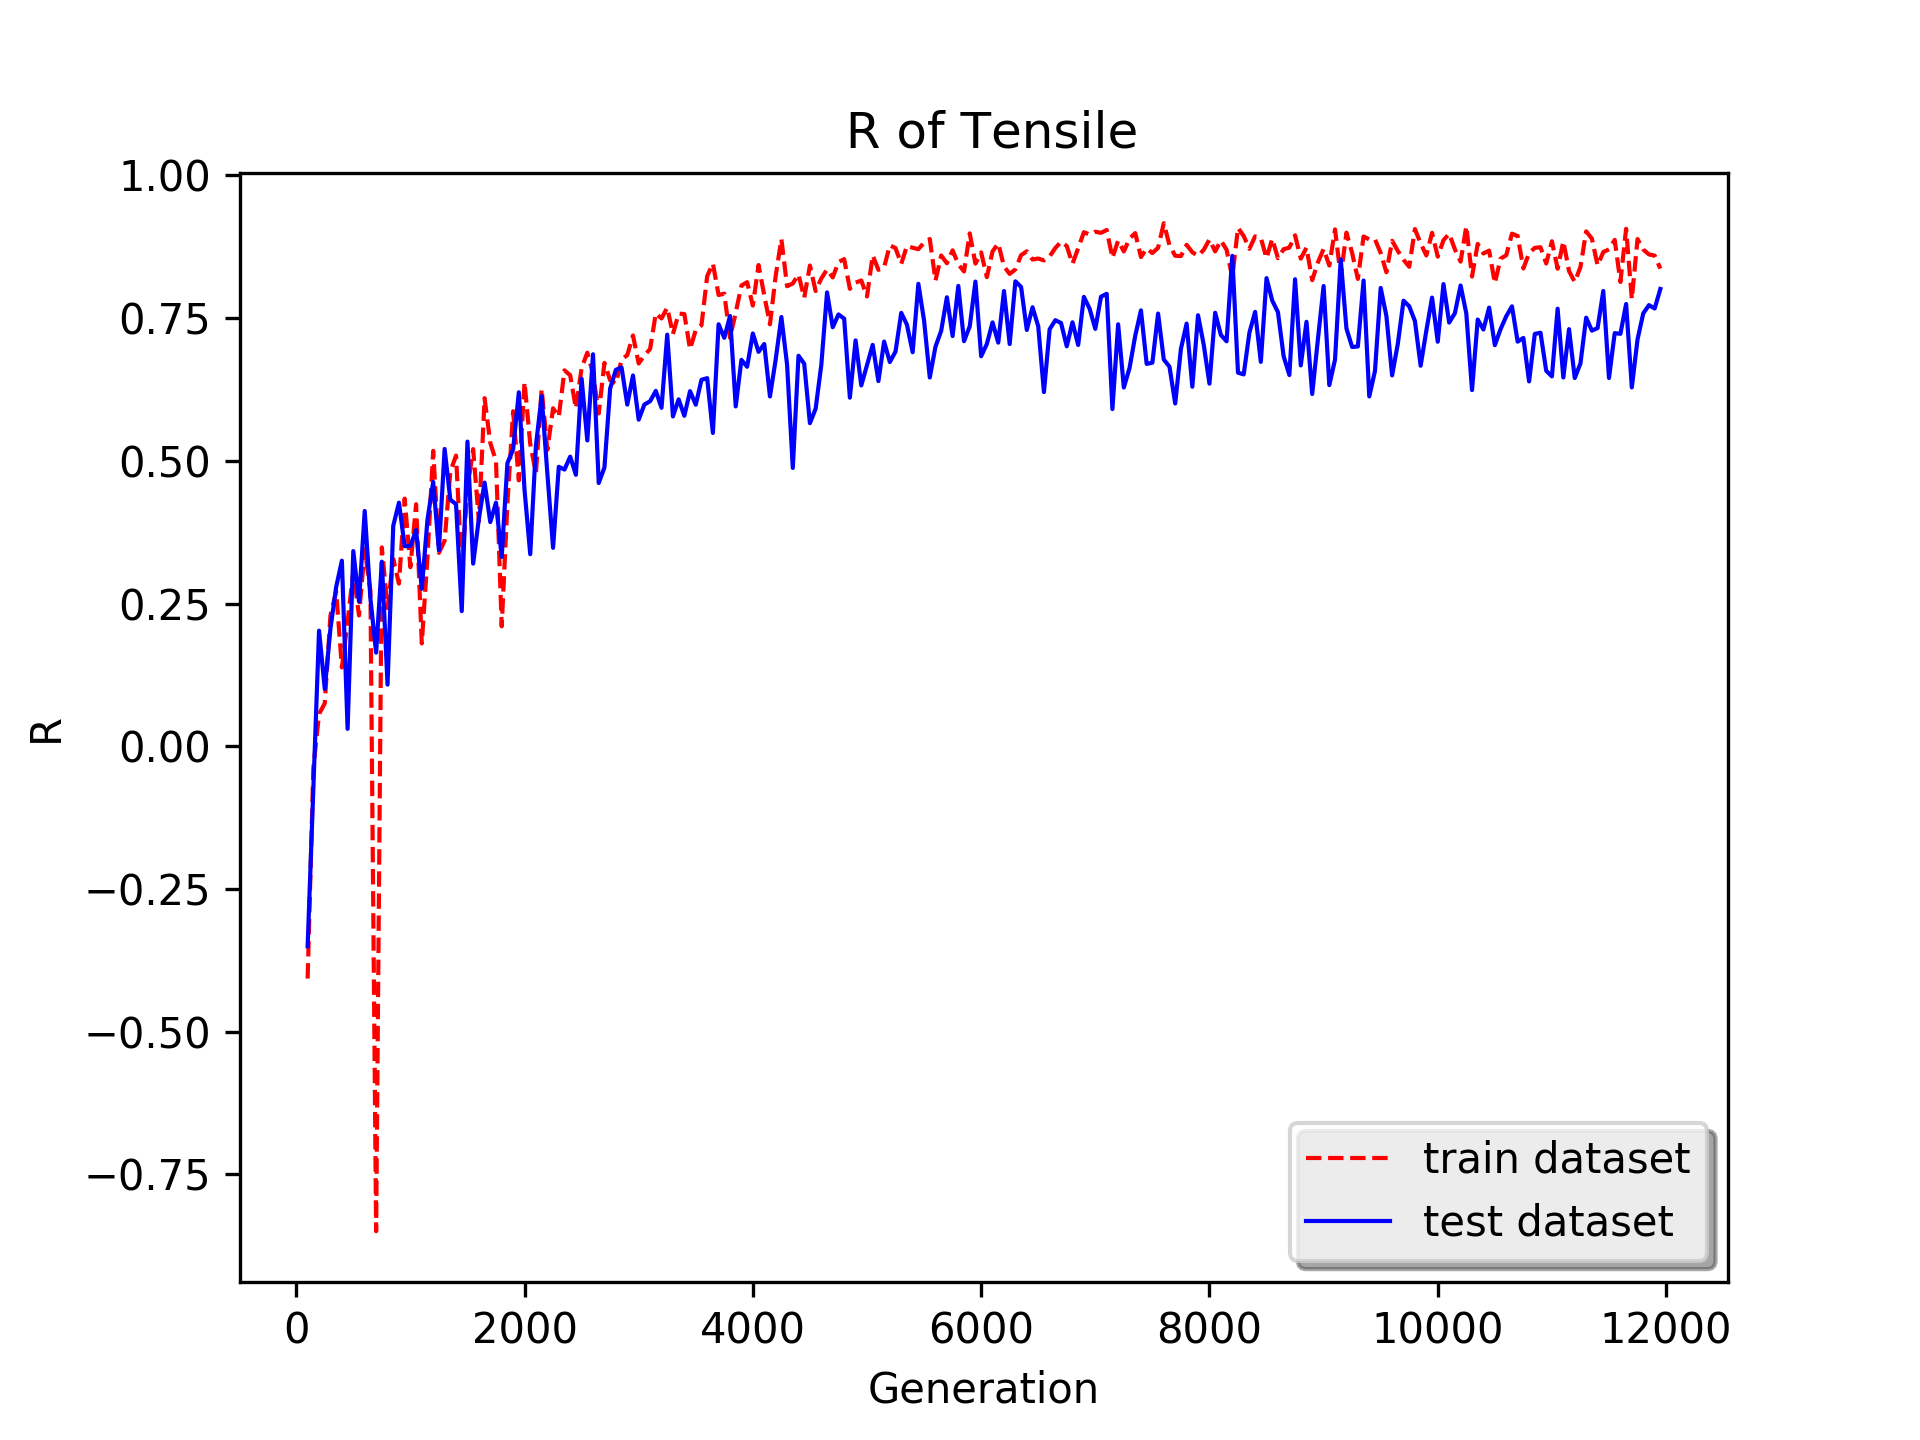 R of Tensile
1.00
0.75
0.50
0.25
0.00
−0.25
−0.50
−0.75
R
0 2000 4000 6000 8000 10000 12000
Generation
train dataset
test dataset